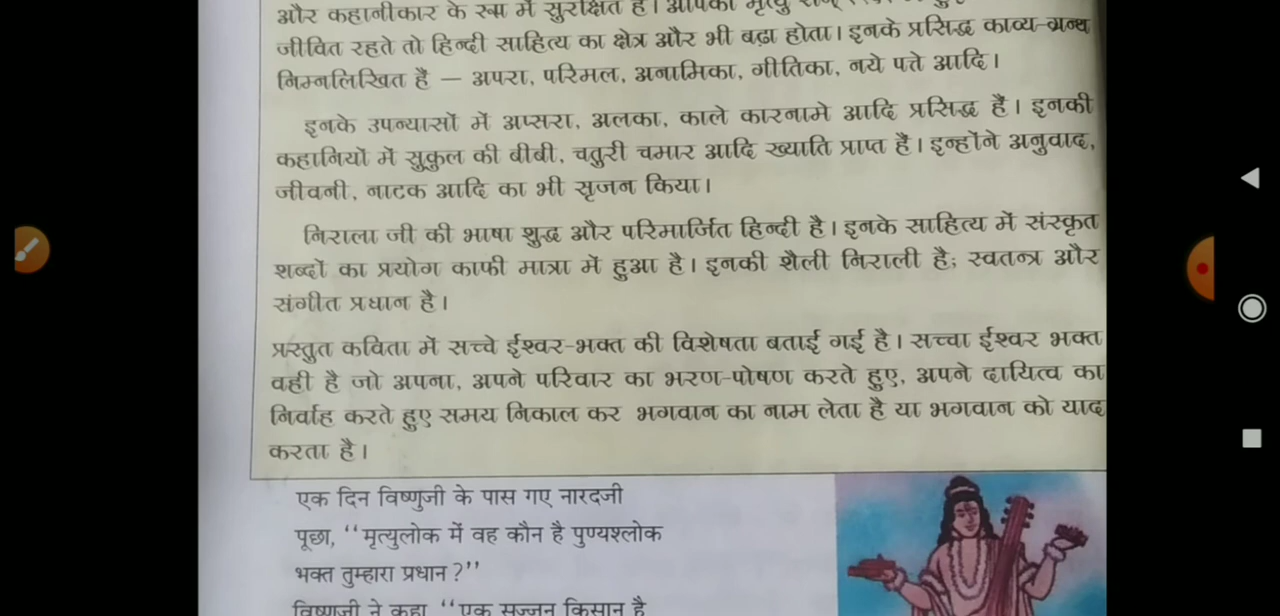 और कहानीकार के रूप में सुरक्षित है। आपकी मृत्यु
जीवित रहते तो हिन्दी साहित्य का क्षेत्र और भी बढ़ा होता। इनके प्रसिद्ध काव्य-ग्रन्थ
निम्नलिखित हैं — अपरा, परिमल, अनामिका, गीतिका, नये पत्ते आदि।
इनके उपन्यासों में अप्सरा, अलका, काले कारनामे आदि प्रसिद्ध हैं। इनकी
कहानियों में सुकुल की बीबी, चतुरी चमार आदि ख्याति प्राप्त हैं। इन्होंने अनुवाद,
जीवनी, नाटक आदि का भी सृजन किया।
निराला जी की भाषा शुद्ध और परिमार्जित हिन्दी है। इनके साहित्य में संस्कृत
शब्दों का प्रयोग काफी मात्रा में हुआ है। इनकी शैली निराली है; स्वतन्त्र और
संगीत प्रधान है।
प्रस्तुत कविता में सच्चे ईश्वर-भक्त की विशेषता बताई गई है। सच्चा ईश्वर भक्त
वही है जो अपना, अपने परिवार का भरण-पोषण करते हुए, अपने दायित्व का
निर्वाह करते हुए समय निकाल कर भगवान का नाम लेता है या भगवान को याद
करता है।
एक दिन विष्णुजी के पास गए नारदजी
पूछा, ‘‘मृत्युलोक में वह कौन है पुण्यश्लोक
भक्त तुम्हारा प्रधान?’’
विष्णुजी ने कहा, ‘‘एक सज्जन किसान है